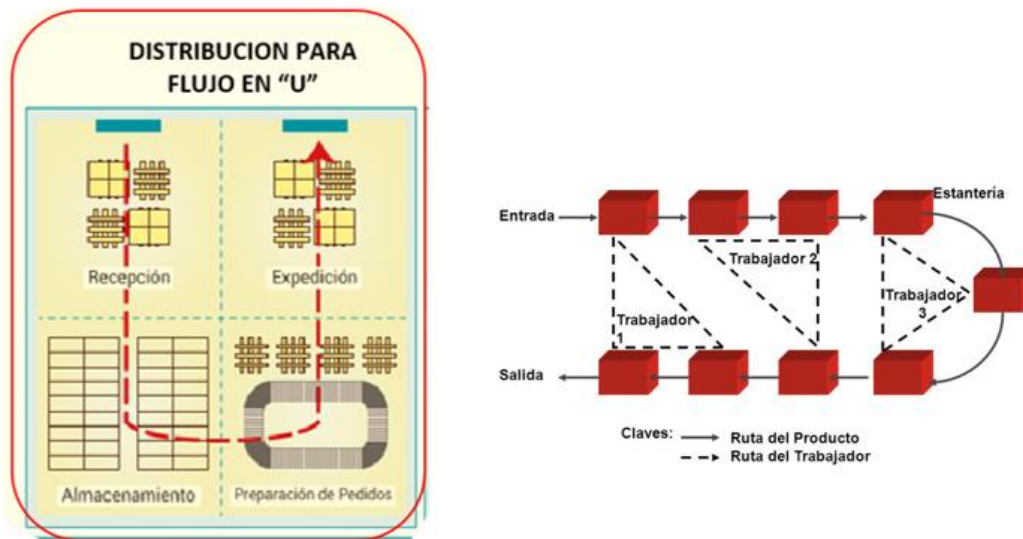 DISTRIBUCION PARA
FLUJO EN “U”
Recepción
Expedición
Almacenamiento
Preparación de Pedidos
Estantería
Entrada
Trabajador 2
Trabajador
3
Trabajador
1
Salida
Claves:
Ruta del Producto
Ruta del Trabajador